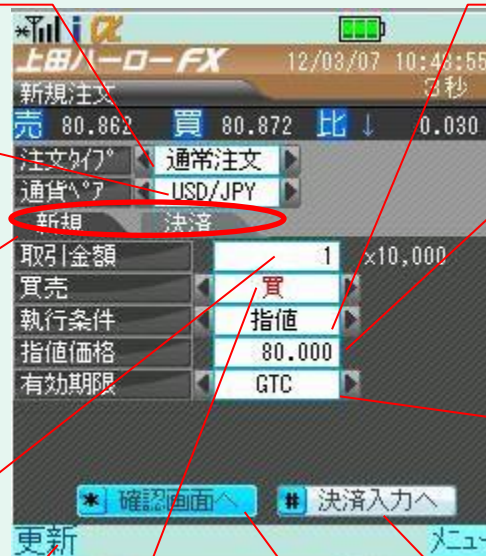 上田ハーローFX 12/03/07 10:43:55
新規注文 3秒
売 80.862 買 80.872 比 ↓ 0.030
注文ﾀｲﾌﾟ 通常注文
通貨ﾍﾟｱ USD/JPY
新規 決済
取引金額 1 x10,000
買売 買
執行条件 指値
指値価格 80.000
有効期限 GTC
* 確認画面へ # 決済入力へ
更新 ﾒﾆｭｰ